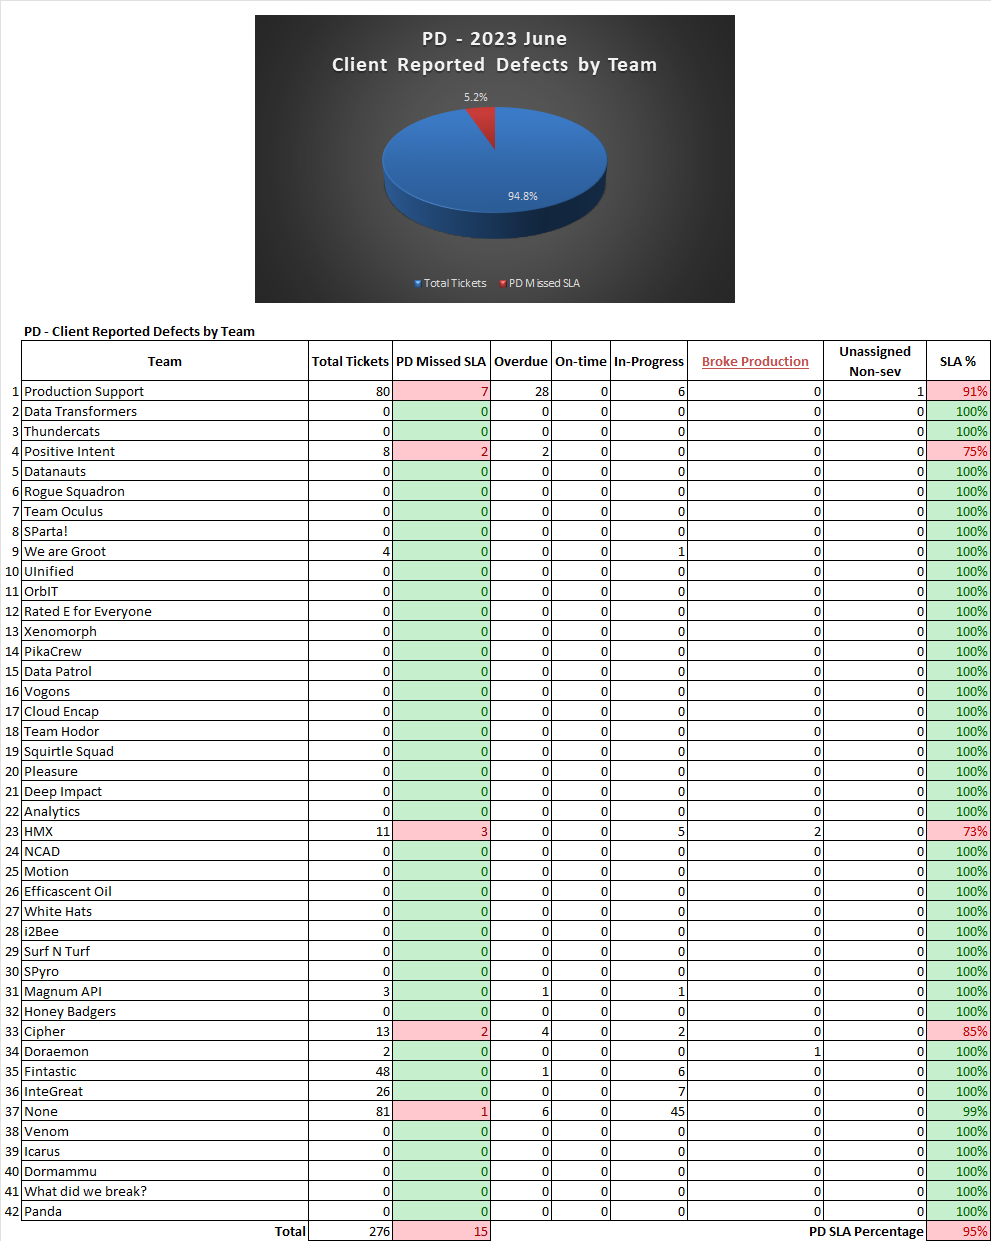 PD - 2023 June
Client Reported Defects by Team
5.2%
94.8%
Total Tickets PD Missed SLA
PD - Client Reported Defects by Team
Team Total Tickets PD Missed SLA Overdue On-time In-Progress Broke Production Unassigned Non-sev SLA %
1 Production Support 80 7 28 0 6 0 1 91%
2 Data Transformers 0 0 0 0 0 0 0 100%
3 Thundercats 0 0 0 0 0 0 0 100%
4 Positive Intent 8 2 2 0 0 0 0 75%
5 Datanauts 0 0 0 0 0 0 0 100%
6 Rogue Squadron 0 0 0 0 0 0 0 100%
7 Team Oculus 0 0 0 0 0 0 0 100%
8 SParta! 0 0 0 0 0 0 0 100%
9 We are Groot 4 0 0 0 1 0 0 100%
10 UInified 0 0 0 0 0 0 0 100%
11 OrbIT 0 0 0 0 0 0 0 100%
12 Rated E for Everyone 0 0 0 0 0 0 0 100%
13 Xenomorph 0 0 0 0 0 0 0 100%
14 PikaCrew 0 0 0 0 0 0 0 100%
15 Data Patrol 0 0 0 0 0 0 0 100%
16 Vogons 0 0 0 0 0 0 0 100%
17 Cloud Encap 0 0 0 0 0 0 0 100%
18 Team Hodor 0 0 0 0 0 0 0 100%
19 Squirtle Squad 0 0 0 0 0 0 0 100%
20 Pleasure 0 0 0 0 0 0 0 100%
21 Deep Impact 0 0 0 0 0 0 0 100%
22 Analytics 0 0 0 0 0 0 0 100%
23 HMX 11 3 0 0 5 2 0 73%
24 NCAD 0 0 0 0 0 0 0 100%
25 Motion 0 0 0 0 0 0 0 100%
26 Efficascent Oil 0 0 0 0 0 0 0 100%
27 White Hats 0 0 0 0 0 0 0 100%
28 i2Bee 0 0 0 0 0 0 0 100%
29 Surf N Turf 0 0 0 0 0 0 0 100%
30 SPyro 0 0 0 0 0 0 0 100%
31 Magnum API 3 0 1 0 1 0 0 100%
32 Honey Badgers 0 0 0 0 0 0 0 100%
33 Cipher 13 2 4 0 2 0 0 85%
34 Doraemon 2 0 0 0 0 1 0 100%
35 Fintastic 48 0 1 0 6 0 0 100%
36 InteGreat 26 0 0 0 7 0 0 100%
37 None 81 1 6 0 45 0 0 99%
38 Venom 0 0 0 0 0 0 0 100%
39 Icarus 0 0 0 0 0 0 0 100%
40 Dormammu 0 0 0 0 0 0 0 100%
41 What did we break? 0 0 0 0 0 0 0 100%
42 Panda 0 0 0 0 0 0 0 100%
Total 276 15 PD SLA Percentage 95%